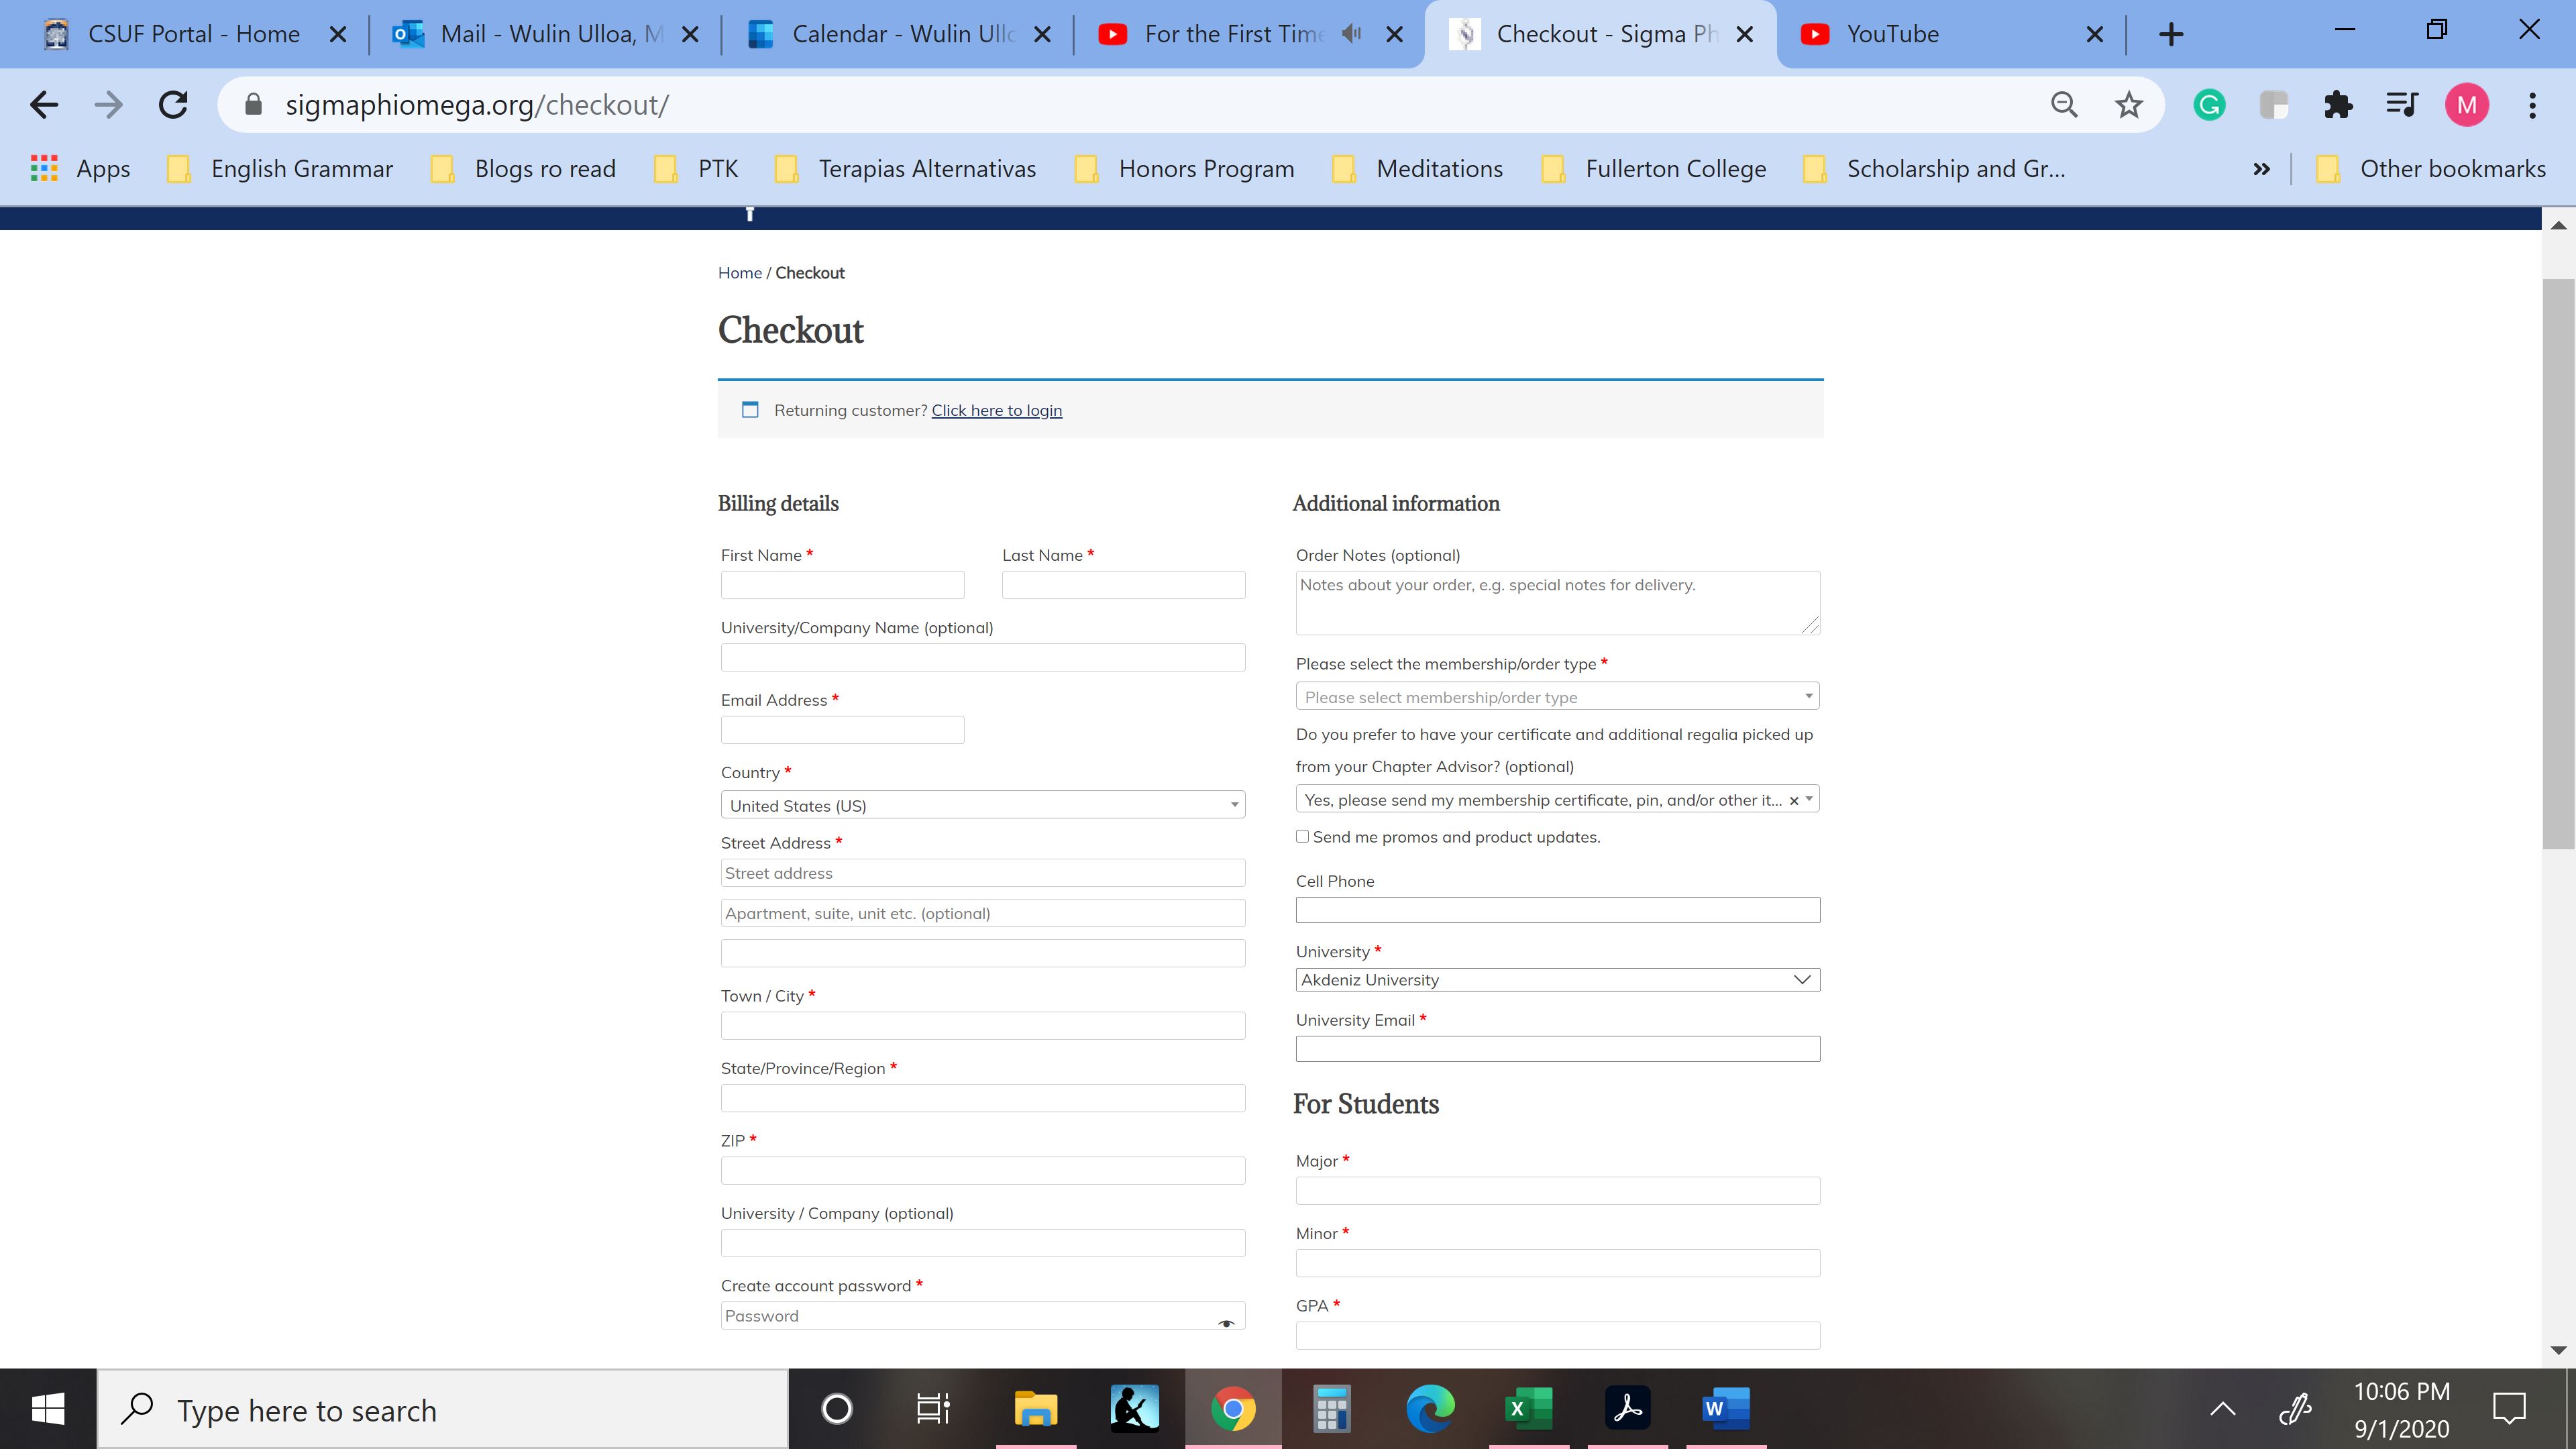 CSUF Portal - Home
Mail - Wulin Ulloa, M
Calendar - Wulin Ullo
For the First Time
Checkout - Sigma Ph
YouTube
sigmaphiomega.org/checkout/
M
Apps
English Grammar
Blogs ro read
PTK
Terapias Alternativas
Honors Program
Meditations
Fullerton College
Scholarship and Gr...
»
Other bookmarks
Home / Checkout
Checkout
Returning customer? Click here to login
Billing details
First Name *
Last Name *
University/Company Name (optional)
Email Address *
Country *
United States (US)
Street Address *
Street address
Apartment, suite, unit etc. (optional)
Town / City *
State/Province/Region *
ZIP *
University / Company (optional)
Create account password *
Password
Additional information
Order Notes (optional)
Notes about your order, e.g. special notes for delivery.
Please select the membership/order type *
Please select membership/order type
Do you prefer to have your certificate and additional regalia picked up
from your Chapter Advisor? (optional)
Yes, please send my membership certificate, pin, and/or other it... ×
Send me promos and product updates.
Cell Phone
University *
Akdeniz University
University Email *
For Students
Major *
Minor *
GPA *
Type here to search
10:06 PM
9/1/2020